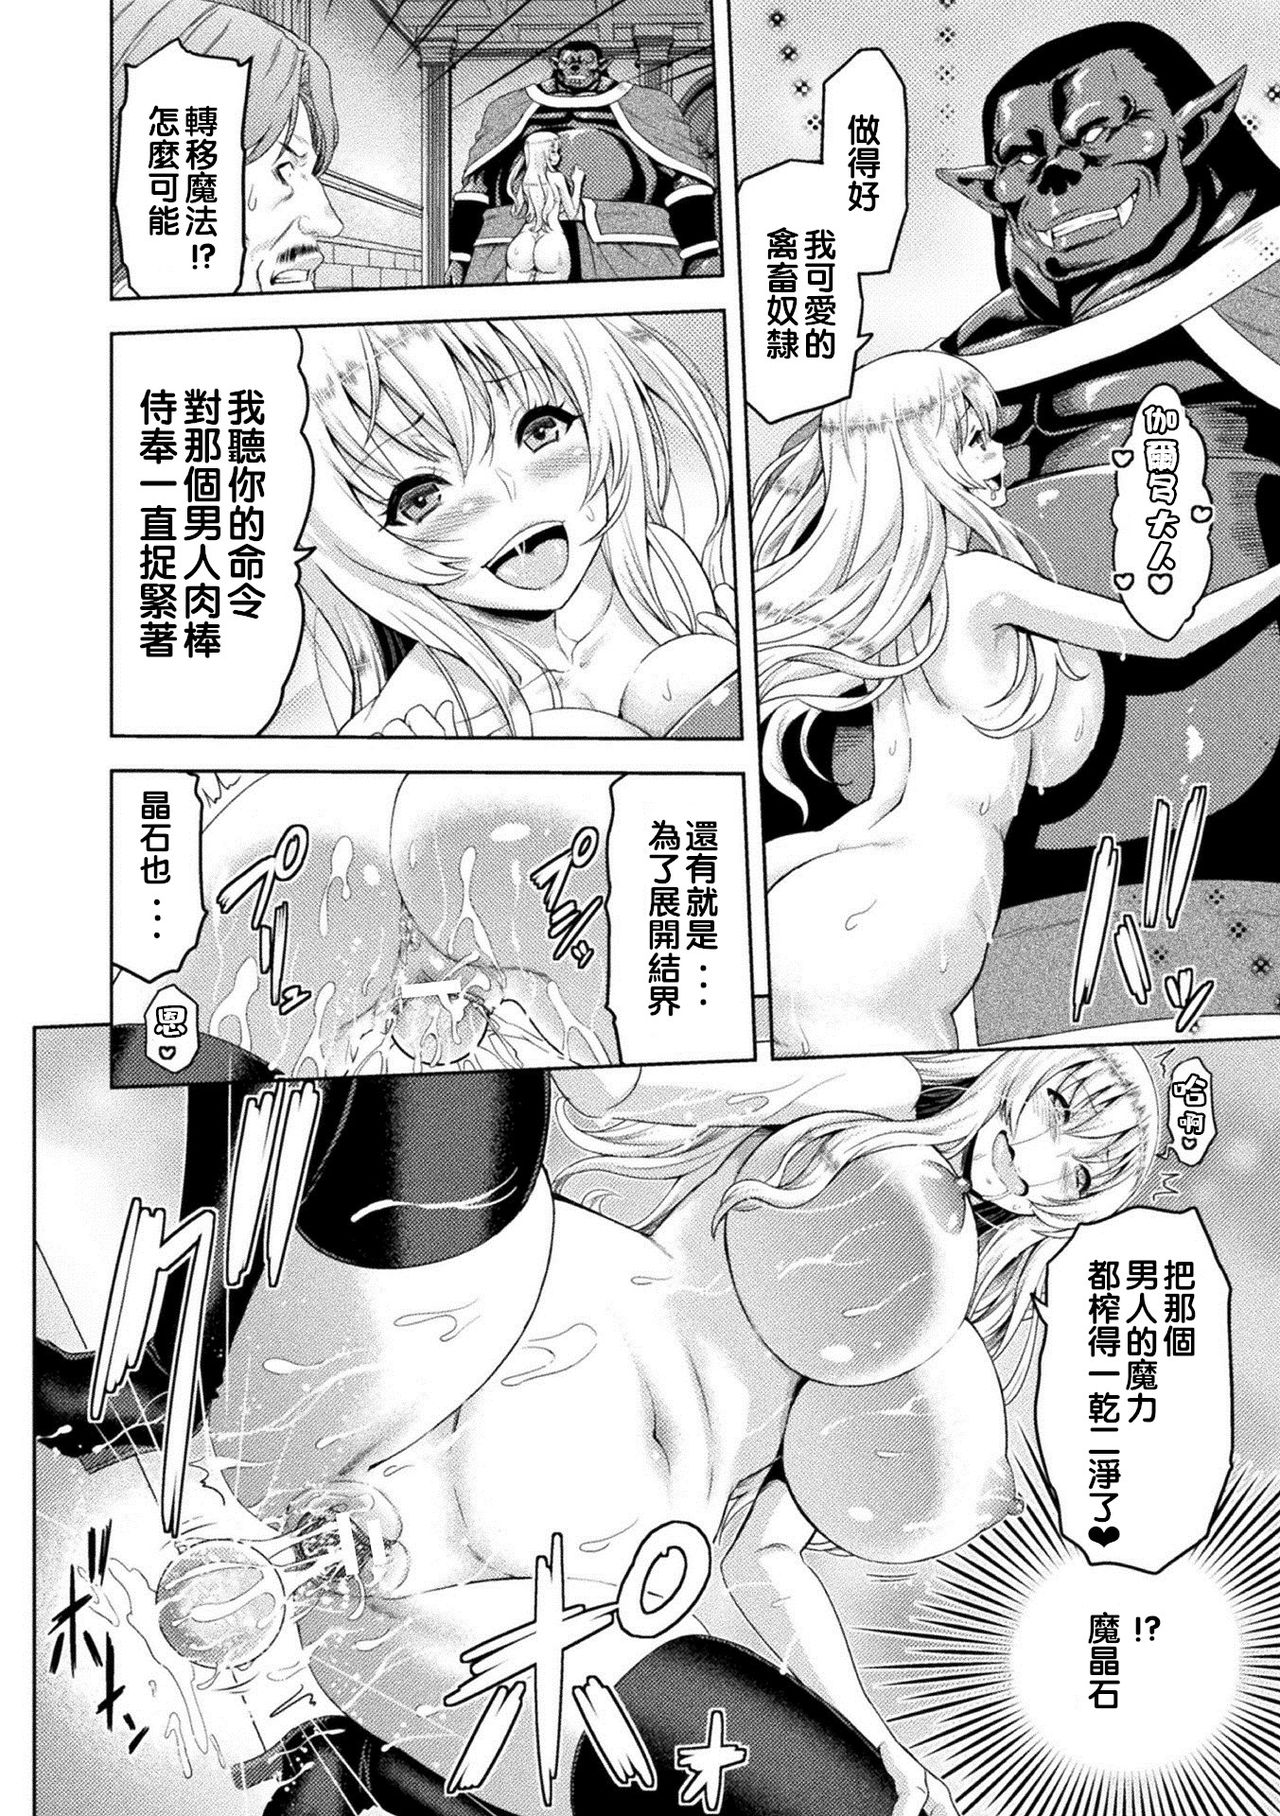 伽爾多大人♡
做得好
我可愛的
禽畜奴隸
轉移魔法!?
怎麼可能
我聽你的命令
對那個男人肉棒
侍奉一直捉緊著
還有就是...
為了展開結界
晶石也...
恩♡
哈啊♡
把那個
男人的魔力
都榨得一乾二淨了❤
!?
魔晶石